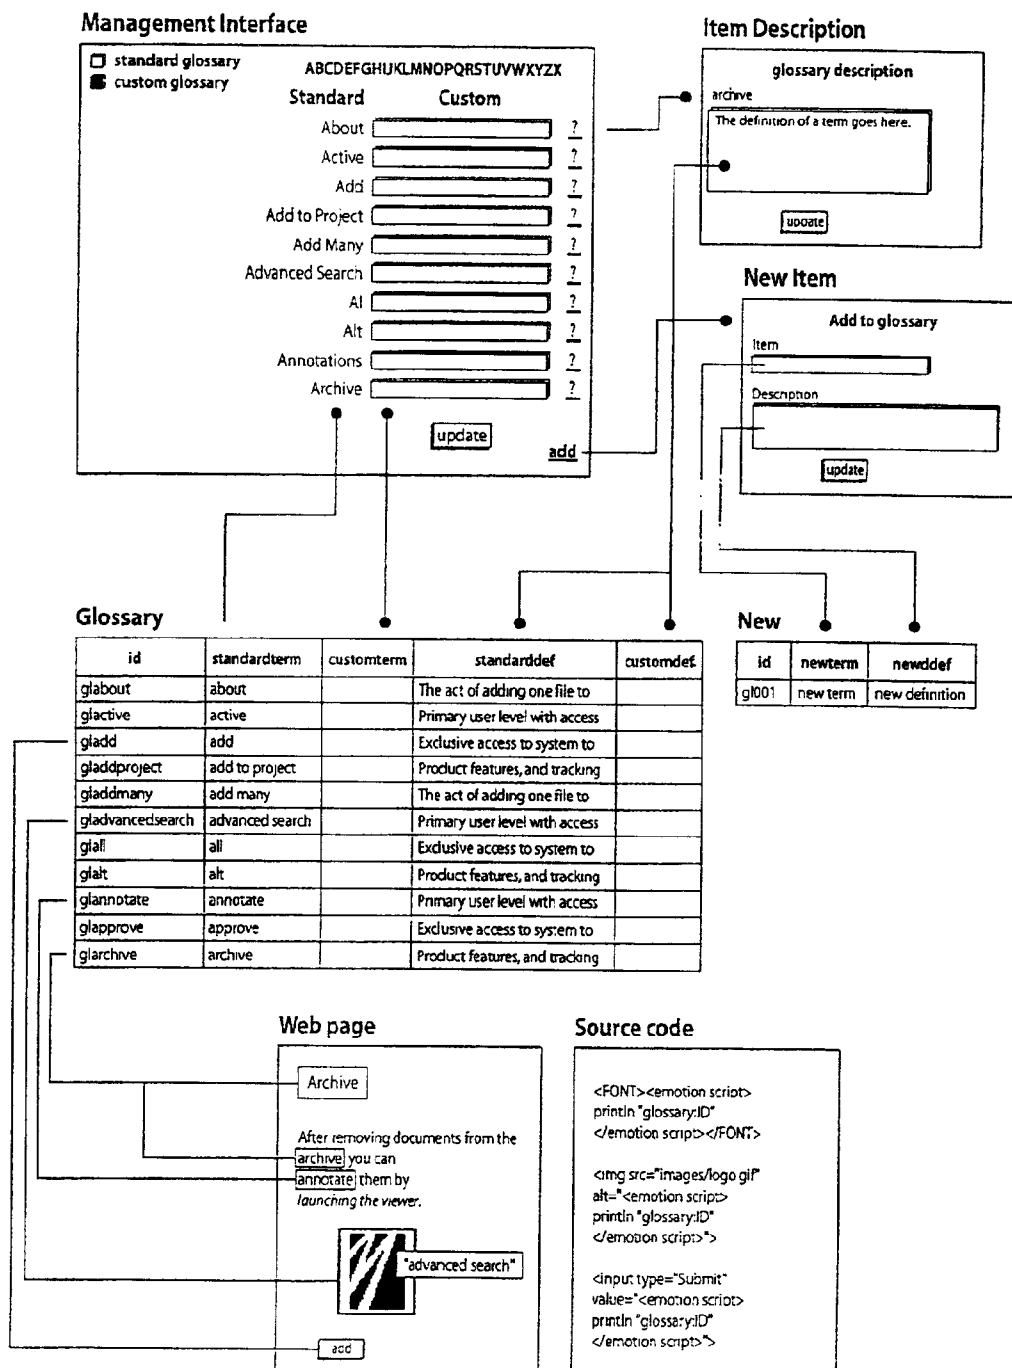 Management Interface
standard glossary
custom glossary
ABCDEFGHIJKLMNOPQRSTUVWXYZX
Standard Custom
About ?
Active ?
Add ?
Add to Project ?
Add Many ?
Advanced Search ?
Al ?
Alt ?
Annotations ?
Archive ?
update
add
Item Description
glossary description
archive
The definition of a term goes here.
update
New Item
Add to glossary
Item
Description
update
Glossary
id standardterm customterm standarddef customdef.
glabout about The act of adding one file to
glactive active Primary user level with access
gladd add Exclusive access to system to
gladdproject add to project Product features, and tracking
gladdmany add many The act of adding one file to
gladvancedsearch advanced search Primary user level with access
glall all Exclusive access to system to
glalt alt Product features, and tracking
glannotate annotate Primary user level with access
glapprove approve Exclusive access to system to
glarchive archive Product features, and tracking
New
id newterm newddef
gl001 new term new definition
Web page
Archive
After removing documents from the
archive you can
annotate them by
launching the viewer.
"advanced search"
add
Source code
<FONT><emotion script>
println "glossary:ID"
</emotion script></FONT>
<img src="images/logo gif"
alt="<emotion script>
println "glossary:ID"
</emotion script>">
<input type="Submit"
value="<emotion script>
println "glossary:ID"
</emotion script>">